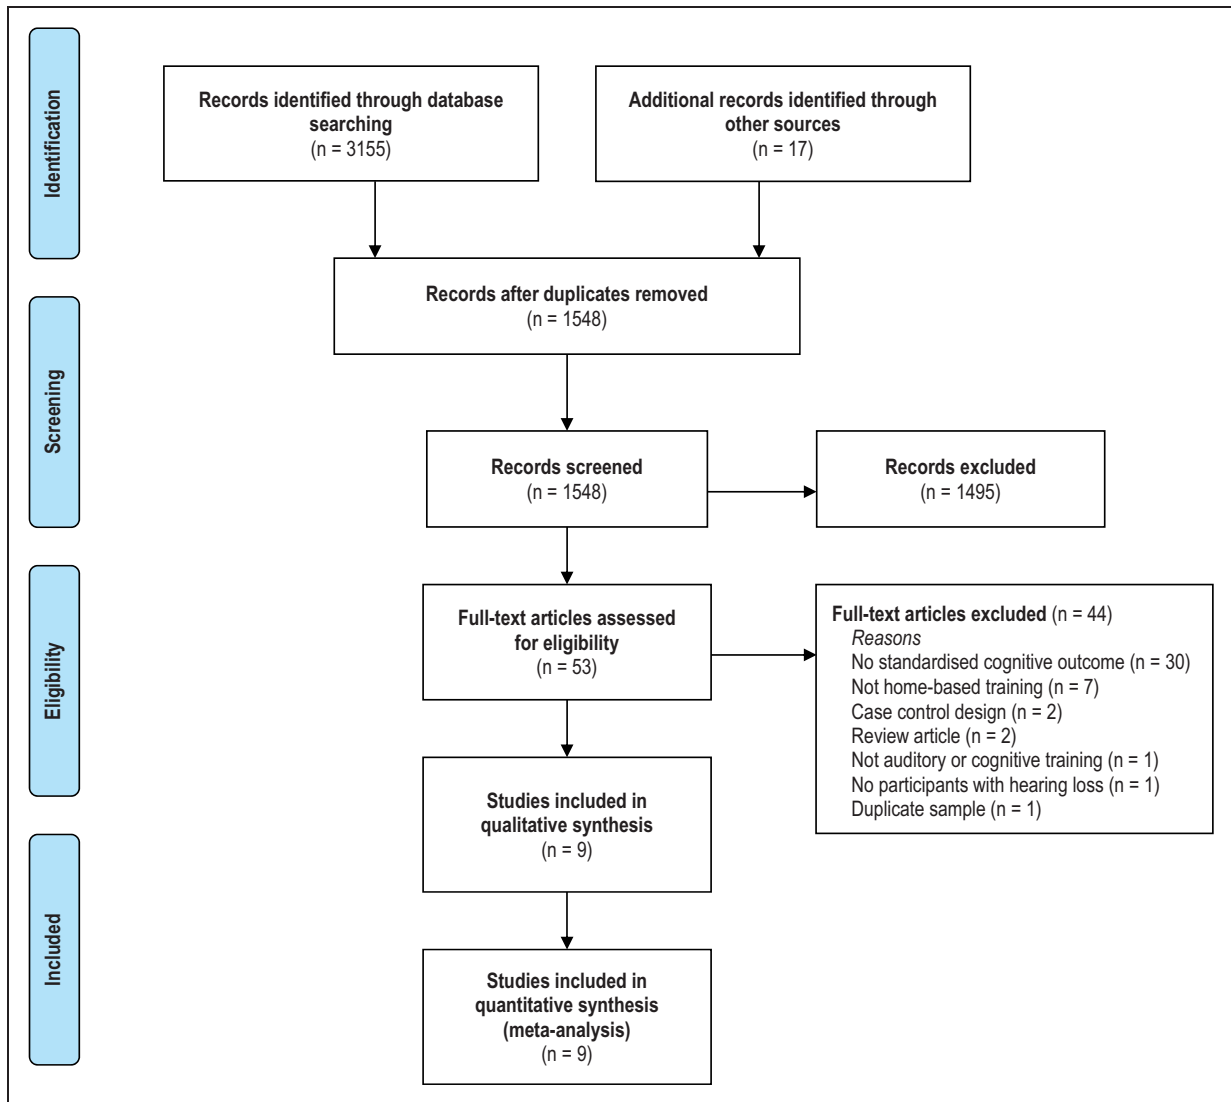 Identification
Records identified through database
searching
(n = 3155)
Additional records identified through
other sources
(n = 17)
Records after duplicates removed
(n = 1548)
Screening
Records screened
(n = 1548)
Records excluded
(n = 1495)
Eligibility
Full-text articles assessed
for eligibility
(n = 53)
Full-text articles excluded (n = 44)
Reasons
No standardised cognitive outcome (n = 30)
Not home-based training (n = 7)
Case control design (n = 2)
Review article (n = 2)
Not auditory or cognitive training (n = 1)
No participants with hearing loss (n = 1)
Duplicate sample (n = 1)
Studies included in
qualitative synthesis
(n = 9)
Included
Studies included in
quantitative synthesis
(meta-analysis)
(n = 9)